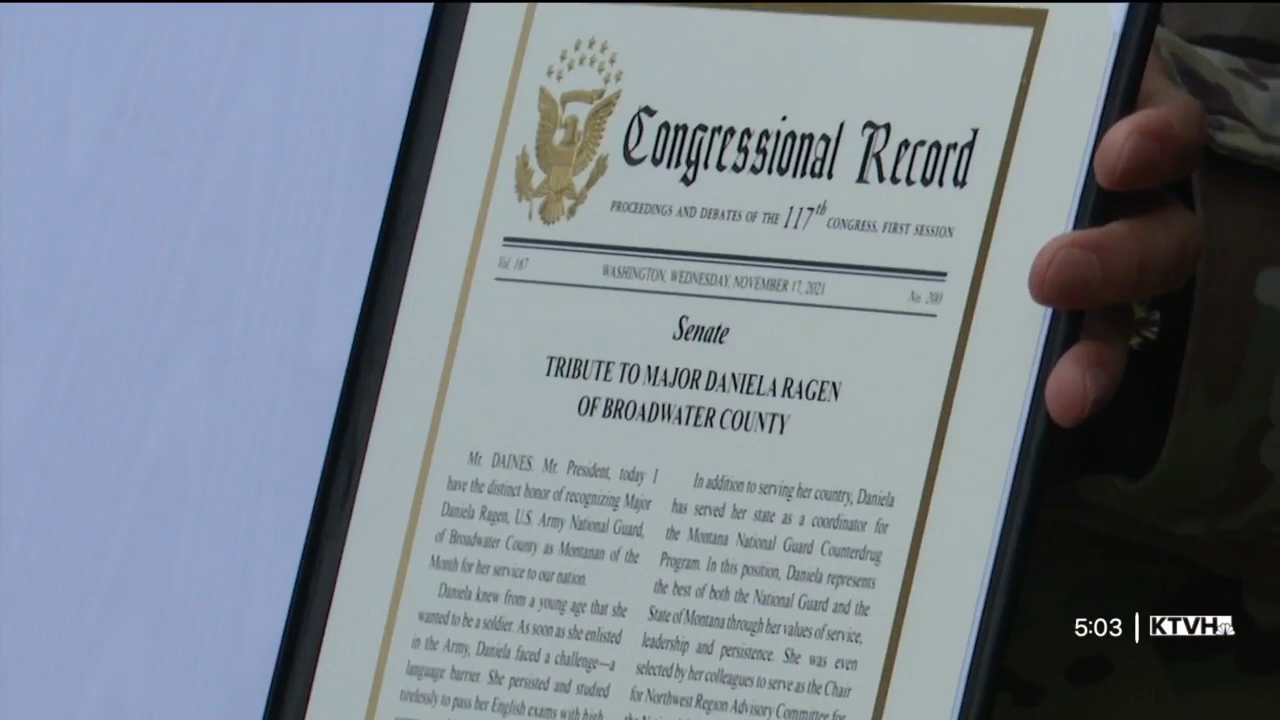 Congressional Record
PROCEEDINGS AND DEBATES OF THE 117th CONGRESS, FIRST SESSION
Vol. 167 WASHINGTON, WEDNESDAY, NOVEMBER 17, 2021 No. 200
Senate
TRIBUTE TO MAJOR DANIELA RAGEN
OF BROADWATER COUNTY
Mr. DAINES. Mr. President, today I
have the distinct honor of recognizing Major
Daniela Ragen, U.S. Army National Guard,
of Broadwater County as Montanan of the
Month for her service to our nation.
Daniela knew from a young age that she
wanted to be a soldier. As soon as she enlisted
in the Army, Daniela faced a challenge—a
language barrier. She persisted and studied
tirelessly to pass her English exams with high
In addition to serving her country, Daniela
has served her state as a coordinator for
the Montana National Guard Counterdrug
Program. In this position, Daniela represents
the best of both the National Guard and the
State of Montana through her values of service,
leadership and persistence. She was even
selected by her colleagues to serve as the Chair
for Northwest Region Advisory Committee for
5:03 | KTVH